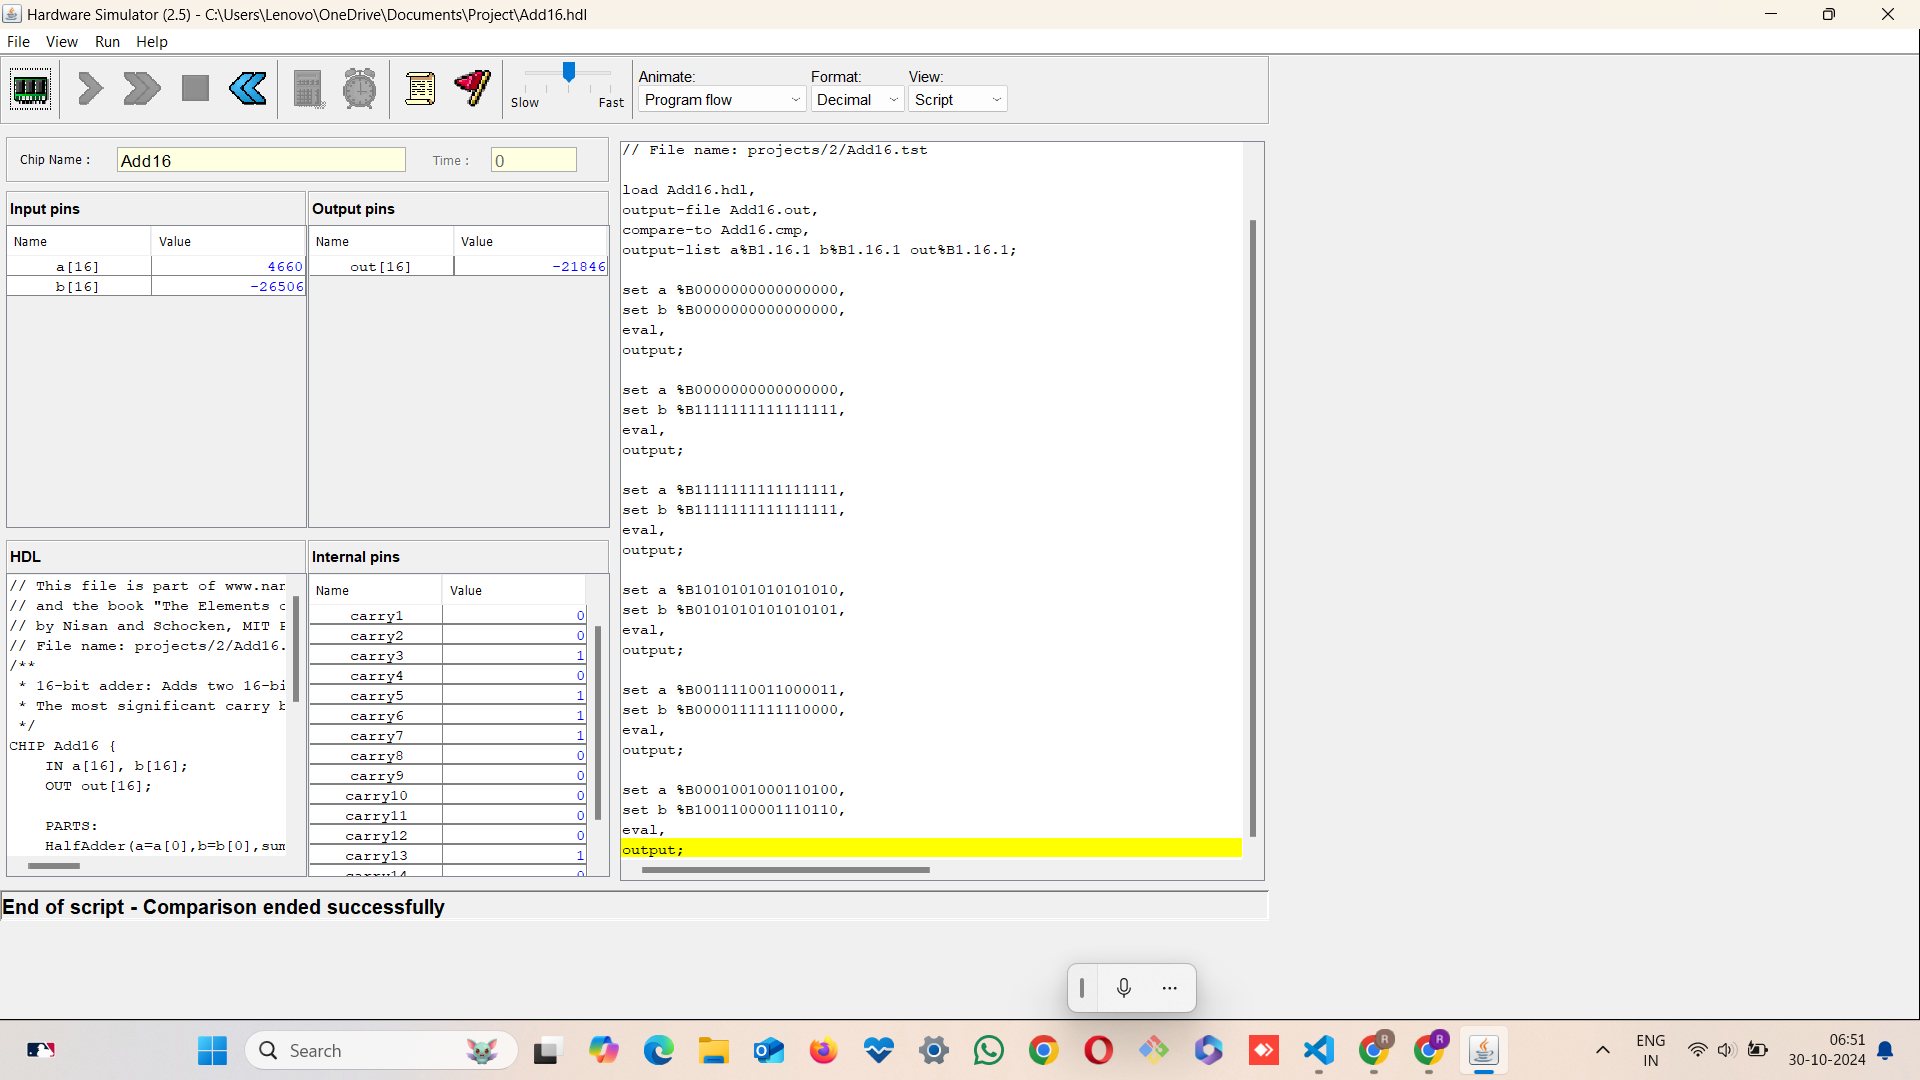 Hardware Simulator (2.5) - C:\Users\Lenovo\OneDrive\Documents\Project\Add16.hdl
File View Run Help
Slow Fast
Animate: Format: View:
Program flow Decimal Script
Chip Name : Add16 Time : 0
Input pins
Name Value
a[16] 4660
b[16] -26506
Output pins
Name Value
out[16] -21846
HDL
// This file is part of www.nan
// and the book "The Elements o
// by Nisan and Schocken, MIT P
// File name: projects/2/Add16.
/**
* 16-bit adder: Adds two 16-bi
* The most significant carry b
*/
CHIP Add16 {
IN a[16], b[16];
OUT out[16];
PARTS:
HalfAdder(a=a[0],b=b[0],sum
Internal pins
Name Value
carry1 0
carry2 0
carry3 1
carry4 0
carry5 1
carry6 1
carry7 1
carry8 0
carry9 0
carry10 0
carry11 0
carry12 0
carry13 1
carry14 0
// File name: projects/2/Add16.tst
load Add16.hdl,
output-file Add16.out,
compare-to Add16.cmp,
output-list a%B1.16.1 b%B1.16.1 out%B1.16.1;
set a %B0000000000000000,
set b %B0000000000000000,
eval,
output;
set a %B0000000000000000,
set b %B1111111111111111,
eval,
output;
set a %B1111111111111111,
set b %B1111111111111111,
eval,
output;
set a %B1010101010101010,
set b %B0101010101010101,
eval,
output;
set a %B0011110011000011,
set b %B0000111111110000,
eval,
output;
set a %B0001001000110100,
set b %B1001100001110110,
eval,
output;
End of script - Comparison ended successfully
Search
R
R
ENG
IN
06:51
30-10-2024